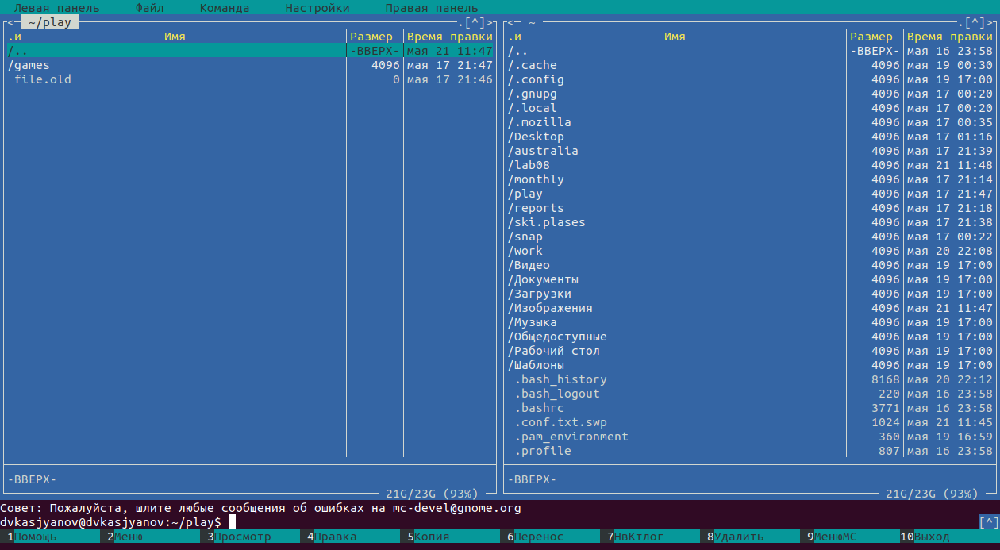 Левая панель Файл Команда Настройки Правая панель
<─ ~/play .[^]> <─ ~ .[^]>
.и Имя Размер Время правки .и Имя Размер Время правки
/.. -ВВЕРХ- мая 21 11:47 /.. -ВВЕРХ- мая 16 23:58
/games 4096 мая 17 21:47 /.cache 4096 мая 19 00:30
file.old 0 мая 17 21:46 /.config 4096 мая 19 17:00
/.gnupg 4096 мая 17 00:20
/.local 4096 мая 17 00:20
/.mozilla 4096 мая 17 00:35
/Desktop 4096 мая 17 01:16
/australia 4096 мая 17 21:39
/lab08 4096 мая 21 11:48
/monthly 4096 мая 17 21:14
/play 4096 мая 17 21:47
/reports 4096 мая 17 21:18
/ski.plases 4096 мая 17 21:38
/snap 4096 мая 17 00:22
/work 4096 мая 20 22:08
/Видео 4096 мая 19 17:00
/Документы 4096 мая 19 17:00
/Загрузки 4096 мая 19 17:00
/Изображения 4096 мая 21 11:47
/Музыка 4096 мая 19 17:00
/Общедоступные 4096 мая 19 17:00
/Рабочий стол 4096 мая 19 17:00
/Шаблоны 4096 мая 19 17:00
.bash_history 8168 мая 20 22:12
.bash_logout 220 мая 16 23:58
.bashrc 3771 мая 16 23:58
.conf.txt.swp 1024 мая 21 11:45
.pam_environment 360 мая 19 16:59
.profile 807 мая 16 23:58
-ВВЕРХ- -ВВЕРХ-
21G/23G (93%) 21G/23G (93%)
Совет: Пожалуйста, шлите любые сообщения об ошибках на mc-devel@gnome.org
dvkasjyanov@dvkasjyanov:~/play$ [^]
1Помощь 2Меню 3Просмотр 4Правка 5Копия 6Перенос 7НвКтлог 8Удалить 9МенюMC 10Выход